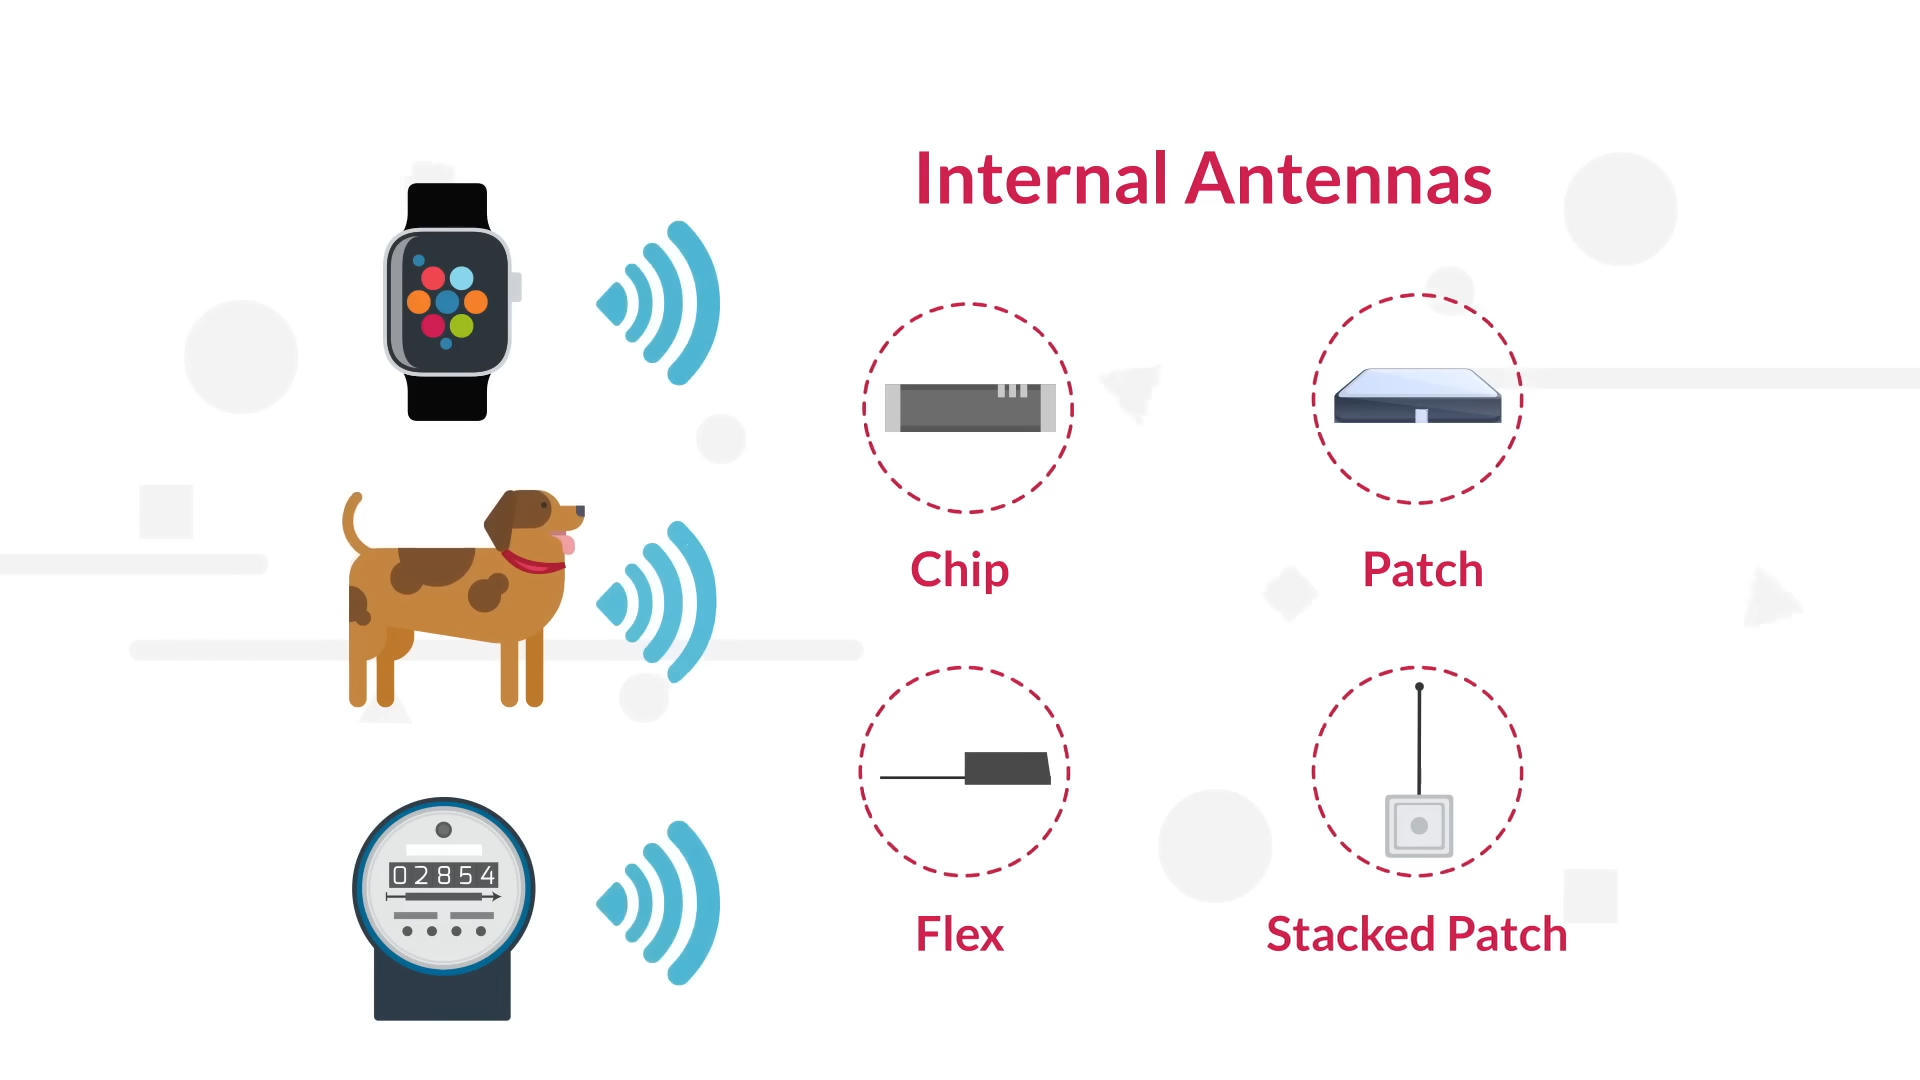 Internal Antennas
Chip
Patch
Flex
Stacked Patch
02854